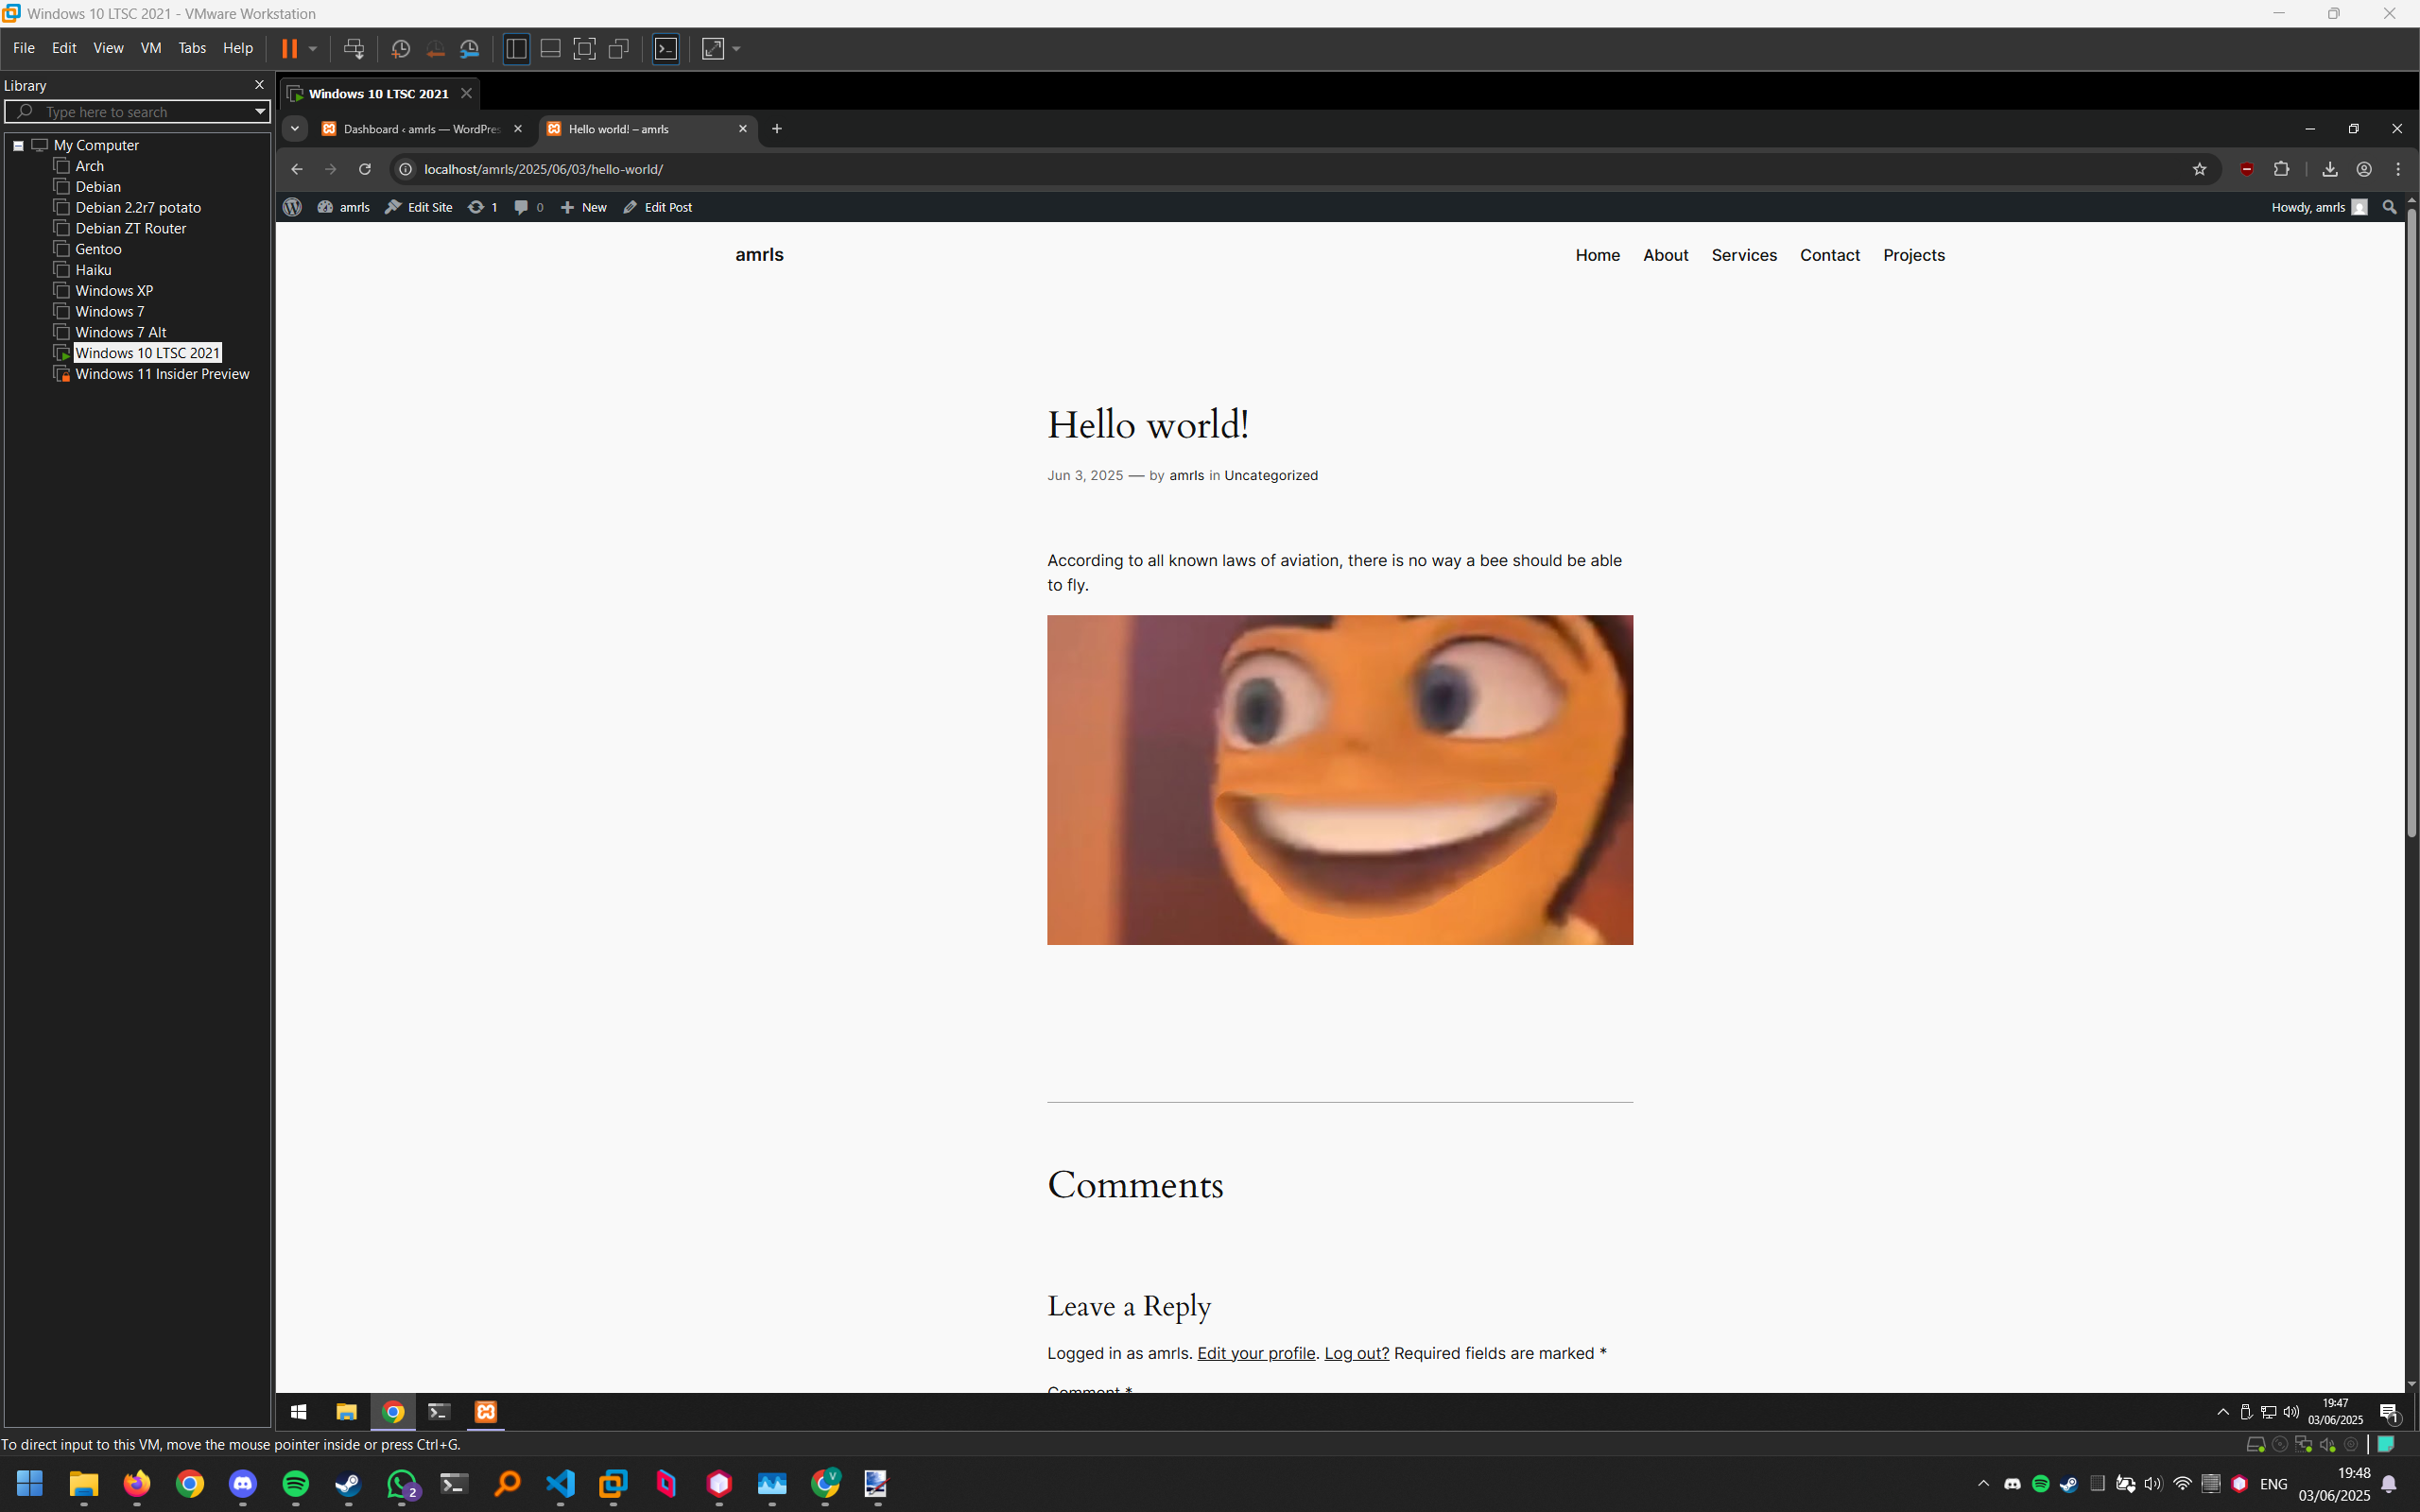 Windows 10 LTSC 2021 - VMware Workstation
File Edit View VM Tabs Help
Library
Type here to search
My Computer
Arch
Debian
Debian 2.2r7 potato
Debian ZT Router
Gentoo
Haiku
Windows XP
Windows 7
Windows 7 Alt
Windows 10 LTSC 2021
Windows 11 Insider Preview
Windows 10 LTSC 2021
Dashboard ‹ amrls — WordPres
Hello world! – amrls
localhost/amrls/2025/06/03/hello-world/
amrls Edit Site 1 0 New Edit Post
Howdy, amrls
amrls
Home About Services Contact Projects
Hello world!
Jun 3, 2025 — by amrls in Uncategorized
According to all known laws of aviation, there is no way a bee should be able
to fly.
Comments
Leave a Reply
Logged in as amrls. Edit your profile. Log out? Required fields are marked *
Comment *
19:47
03/06/2025
1
To direct input to this VM, move the mouse pointer inside or press Ctrl+G.
2
V
ENG
19:48
03/06/2025